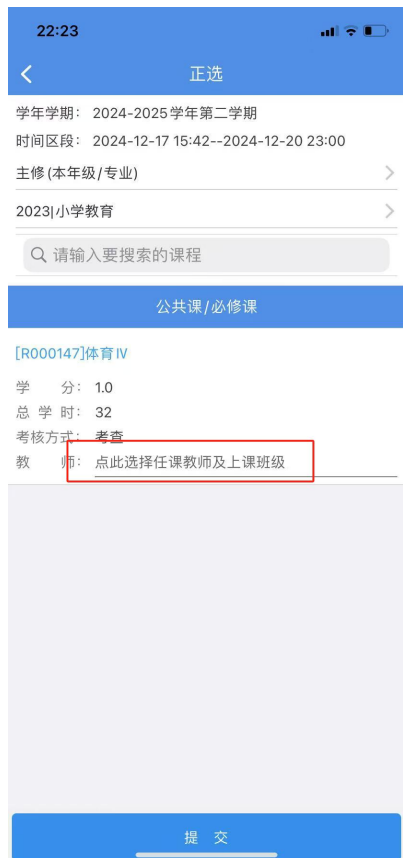 22:23
正选
学年学期： 2024-2025学年第二学期
时间区段： 2024-12-17 15:42--2024-12-20 23:00
主修(本年级/专业)
2023|小学教育
请输入要搜索的课程
公共课/必修课
[R000147]体育Ⅳ
学 分： 1.0
总 学 时： 32
考核方式： 考查
教 师： 点此选择任课教师及上课班级
提 交